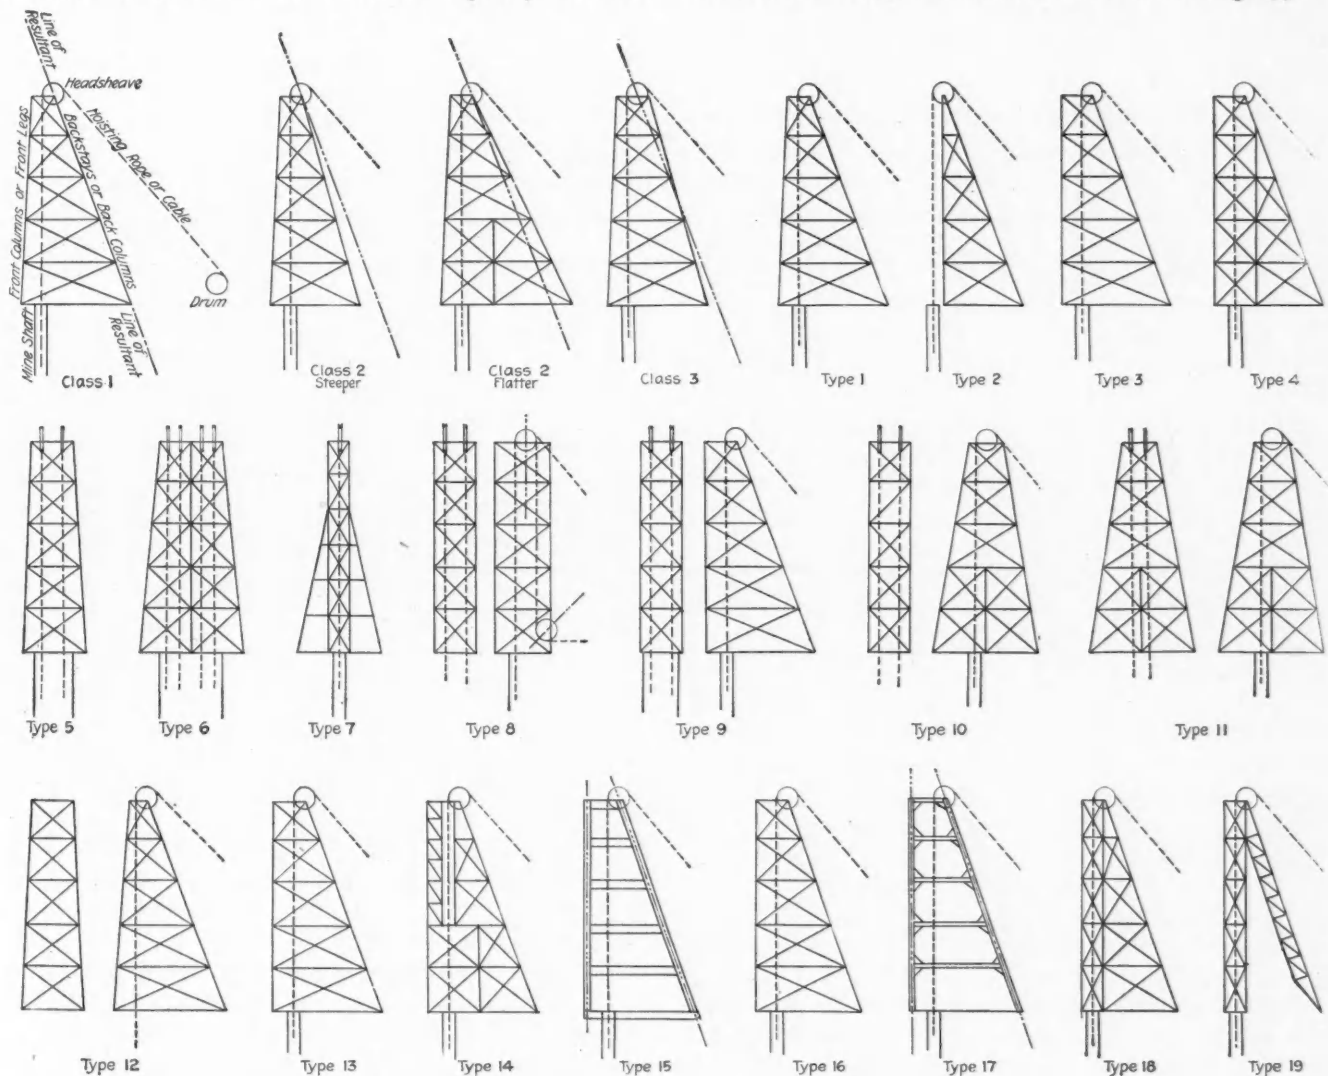 Line of
Resultant
Headsheave
Hoisting Rope or Cable
Front Columns or Front Legs
Backstays or Back Columns
Drum
Mine Shaft
Line of
Resultant
Class 1
Class 2
Steeper
Class 2
Flatter
Class 3
Type 1
Type 2
Type 3
Type 4
Type 5
Type 6
Type 7
Type 8
Type 9
Type 10
Type 11
Type 12
Type 13
Type 14
Type 15
Type 16
Type 17
Type 18
Type 19